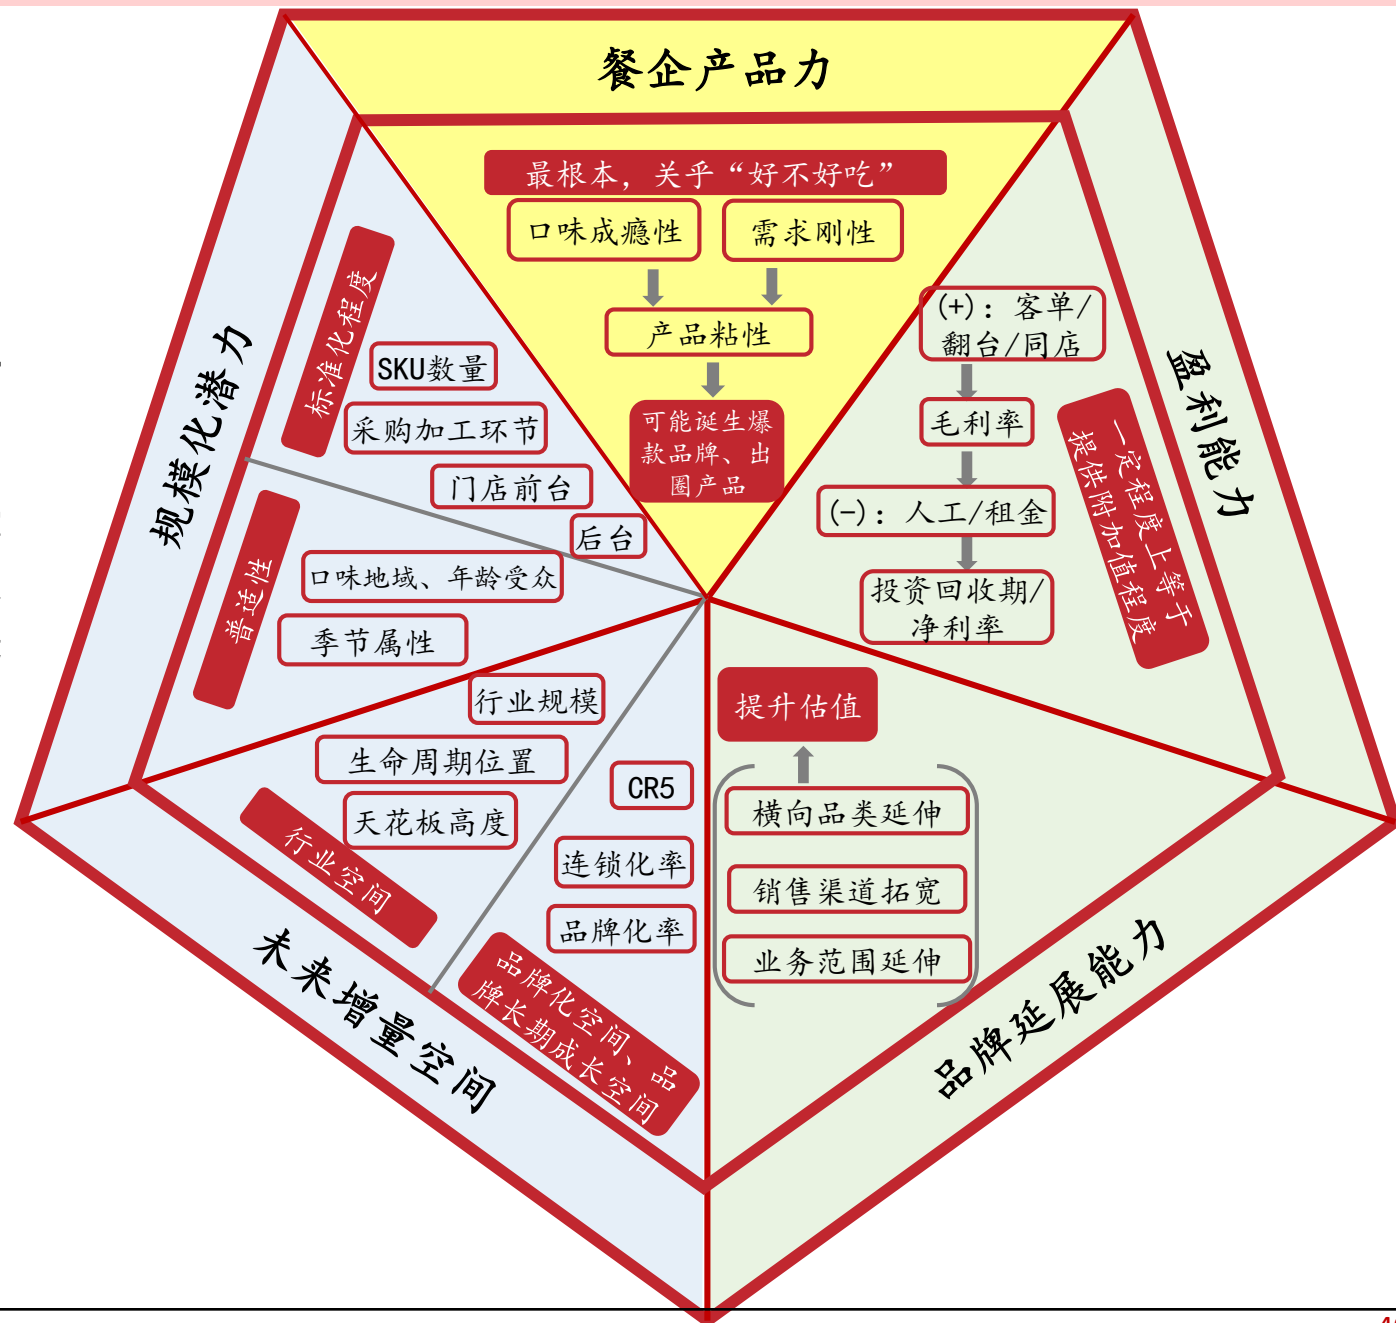 餐企产品力
最根本，关乎“好不好吃”
口味成瘾性
需求刚性
产品粘性
可能诞生爆
款品牌、出
圈产品
盈利能力
(+)：客单/
翻台/同店
毛利率
(-)：人工/租金
投资回收期/
净利率
一定程度上等于
提供附加值程度
品牌延展能力
提升估值
横向品类延伸
销售渠道拓宽
业务范围延伸
未来增量空间
行业规模
生命周期位置
天花板高度
行业空间
CR5
连锁化率
品牌化率
品牌化空间、品
牌长期成长空间
规模化潜力
标准化程度
SKU数量
采购加工环节
门店前台
后台
普适性
口味地域、年龄受众
季节属性